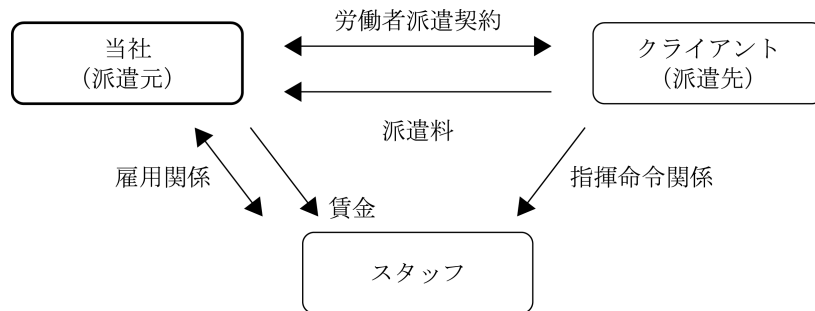 労働者派遣契約
当社
(派遣元)
クライアント
(派遣先)
派遣料
雇用関係
指揮命令関係
賃金
スタッフ